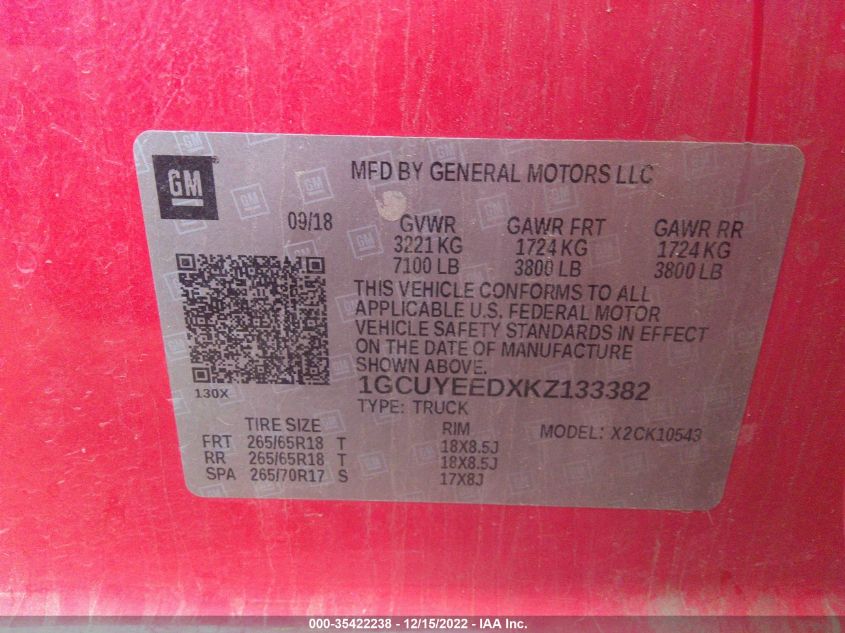 GM
MFD BY GENERAL MOTORS LLC
09/18 GVWR GAWR FRT GAWR RR
3221 KG 1724 KG 1724 KG
7100 LB 3800 LB 3800 LB
THIS VEHICLE CONFORMS TO ALL
APPLICABLE U.S. FEDERAL MOTOR
VEHICLE SAFETY STANDARDS IN EFFECT
ON THE DATE OF MANUFACTURE
SHOWN ABOVE.
130X
1GCUYEEDXKZ133382
TYPE: TRUCK
TIRE SIZE RIM MODEL: X2CK10543
FRT 265/65R18 T 18X8.5J
RR 265/65R18 T 18X8.5J
SPA 265/70R17 S 17X8J
000-35422238 - 12/15/2022 - IAA Inc.